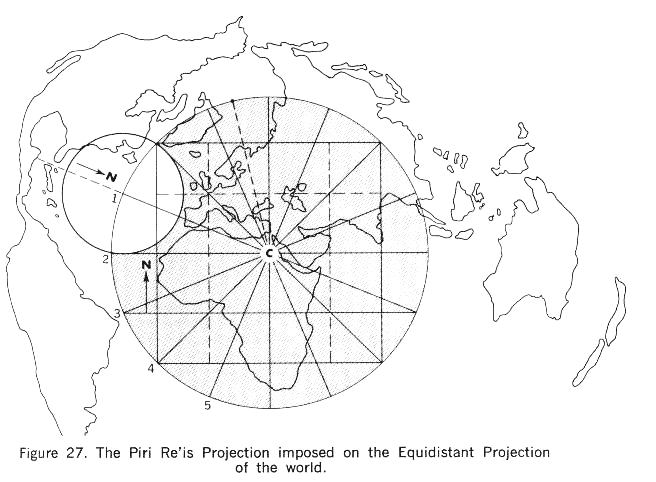 N
1
C
2
N
3
4
5
Figure 27. The Piri Re'is Projection imposed on the Equidistant Projection
of the world.